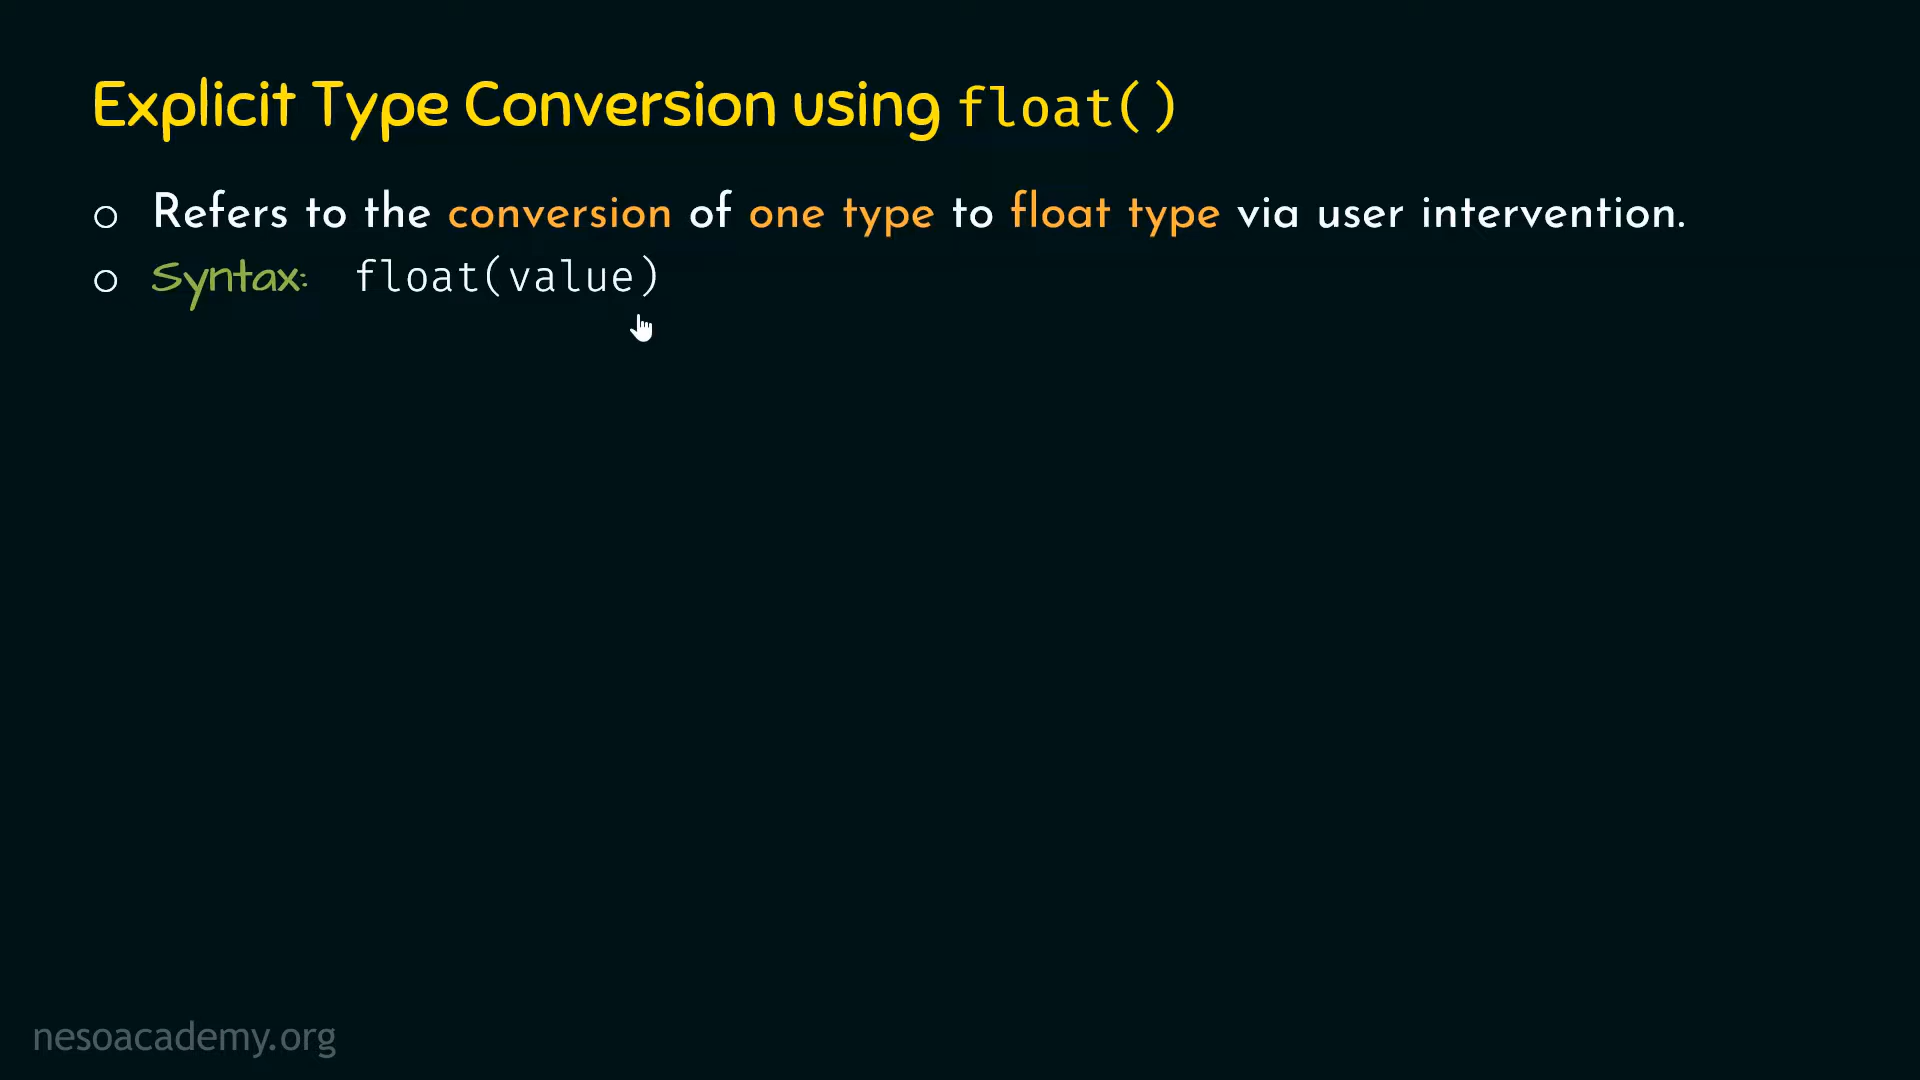 Explicit Type Conversion using float()
○ Refers to the conversion of one type to float type via user intervention.
○ Syntax: float(value)
nesoacademy.org